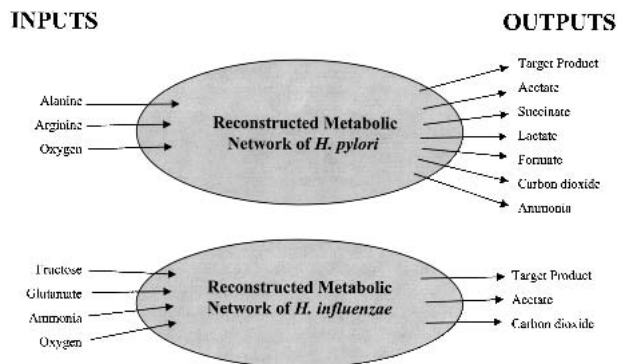 INPUTS
OUTPUTS
Alanine
Arginine
Oxygen
Reconstructed Metabolic
Network of H. pylori
Target Product
Acetate
Succinate
Lactate
Formate
Carbon dioxide
Ammonia
Fructose
Glutamate
Ammonia
Oxygen
Reconstructed Metabolic
Network of H. influenzae
Target Product
Acetate
Carbon dioxide